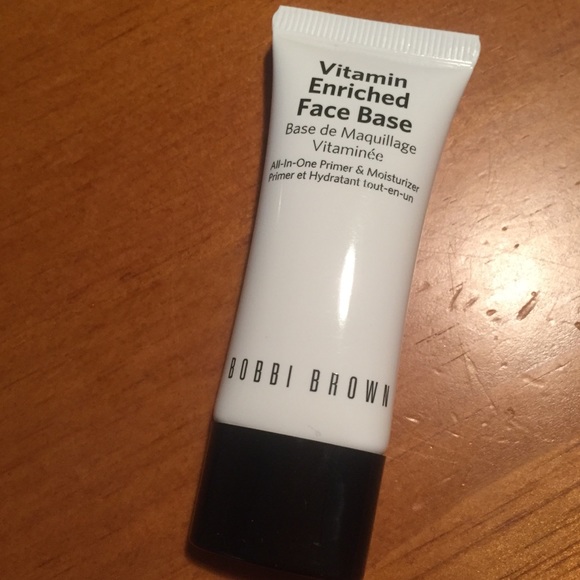 Vitamin
Enriched
Face Base
Base de Maquillage
Vitaminée
All-In-One Primer & Moisturizer
Primer et Hydratant tout-en-un
BOBBI BROWN